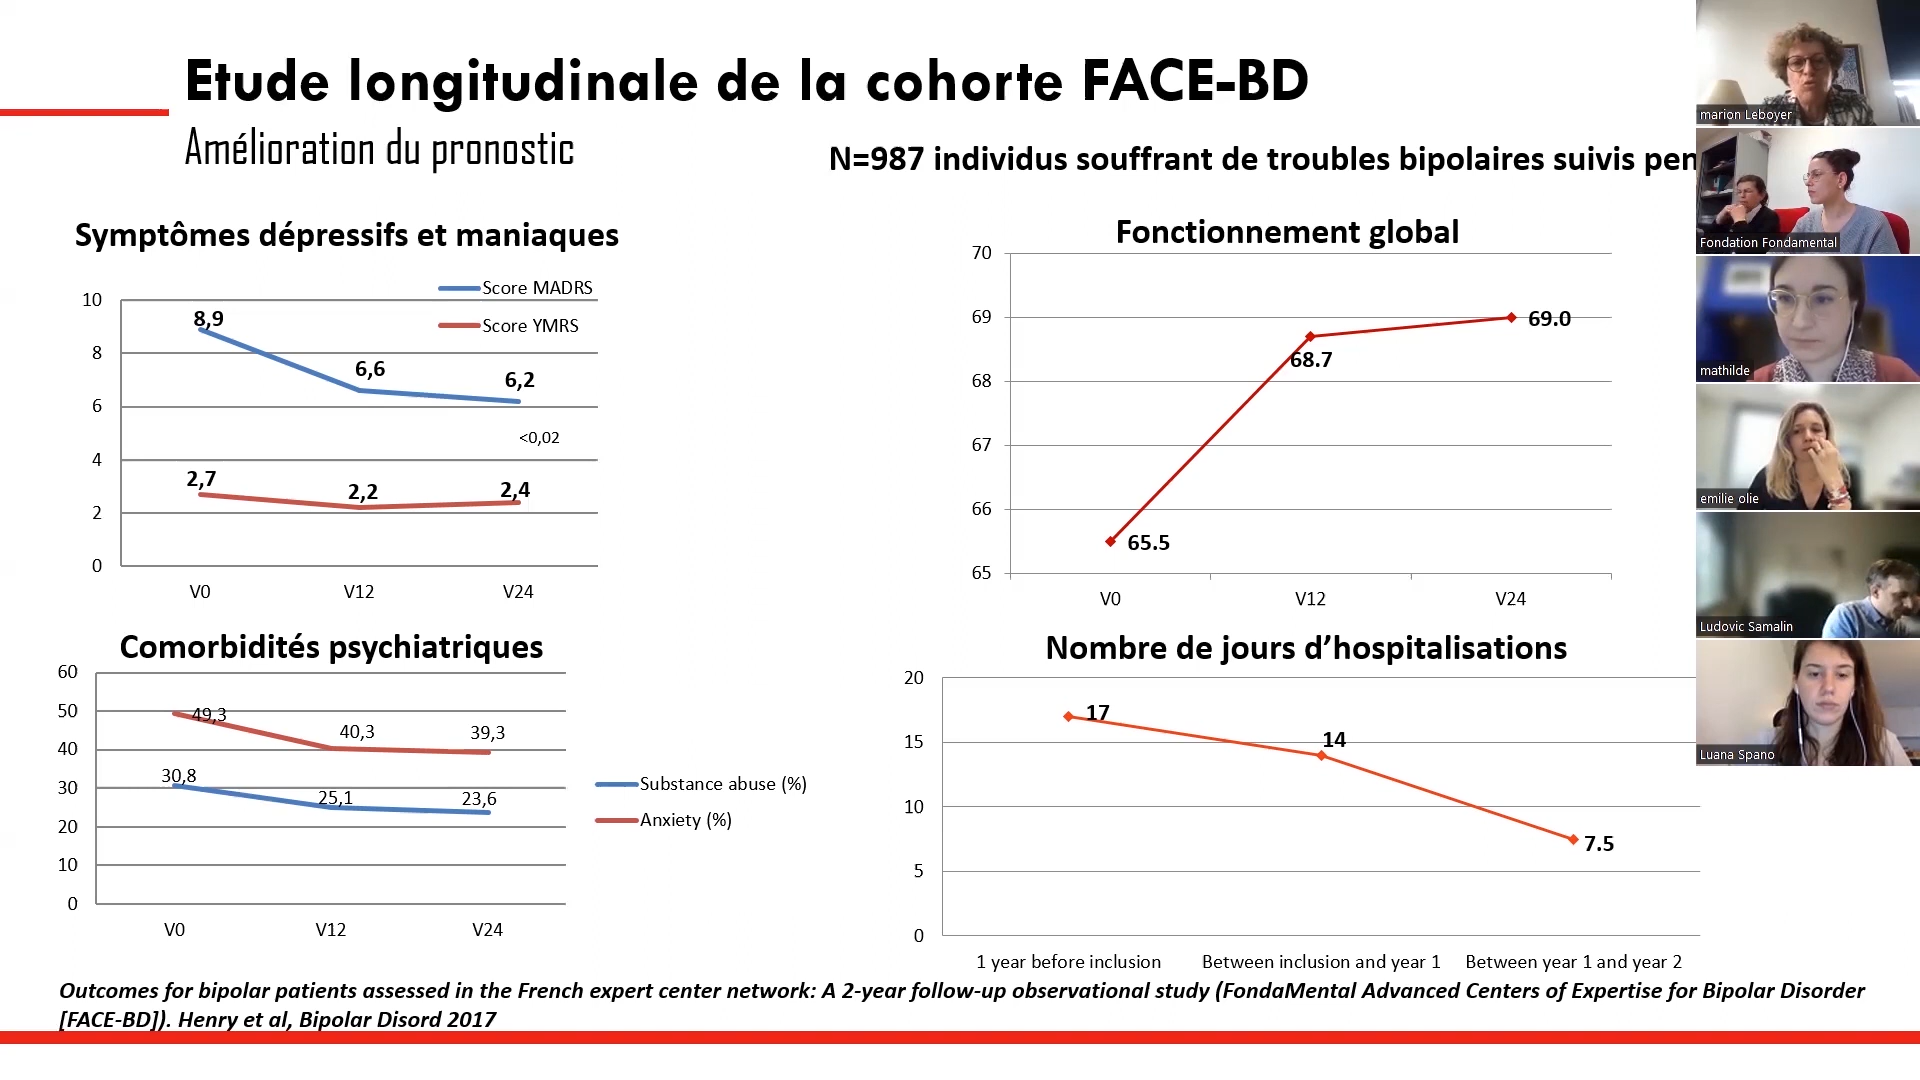 Etude longitudinale de la cohorte FACE-BD
Amélioration du pronostic
N=987 individus souffrant de troubles bipolaires suivis pen
Symptômes dépressifs et maniaques
Score MADRS
Score YMRS
10
8
6
4
2
0
8,9
6,6
6,2
<0,02
2,7
2,2
2,4
V0 V12 V24
Fonctionnement global
70
69
68
67
66
65
65.5
68.7
69.0
V0 V12 V24
Comorbidités psychiatriques
60
50
40
30
20
10
0
49,3
40,3
39,3
30,8
25,1
23,6
V0 V12 V24
Substance abuse (%)
Anxiety (%)
Nombre de jours d’hospitalisations
20
15
10
5
0
17
14
7.5
1 year before inclusion Between inclusion and year 1 Between year 1 and year 2
Outcomes for bipolar patients assessed in the French expert center network: A 2-year follow-up observational study (FondaMental Advanced Centers of Expertise for Bipolar Disorder
[FACE-BD]). Henry et al, Bipolar Disord 2017
marion Leboyer
Fondation Fondamental
mathilde
emilie olie
Ludovic Samalin
Luana Spano